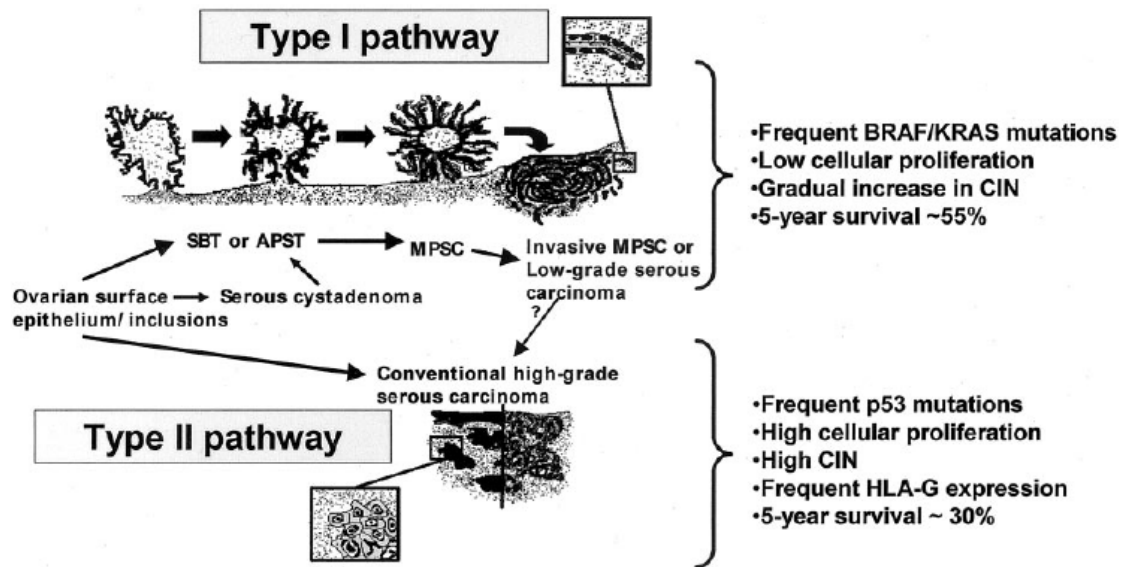 Type I pathway
•Frequent BRAF/KRAS mutations
•Low cellular proliferation
•Gradual increase in CIN
•5-year survival ~55%
SBT or APST
MPSC
Invasive MPSC or
Low-grade serous
carcinoma
?
Ovarian surface
epithelium/ inclusions
Serous cystadenoma
Conventional high-grade
serous carcinoma
Type II pathway
•Frequent p53 mutations
•High cellular proliferation
•High CIN
•Frequent HLA-G expression
•5-year survival ~ 30%